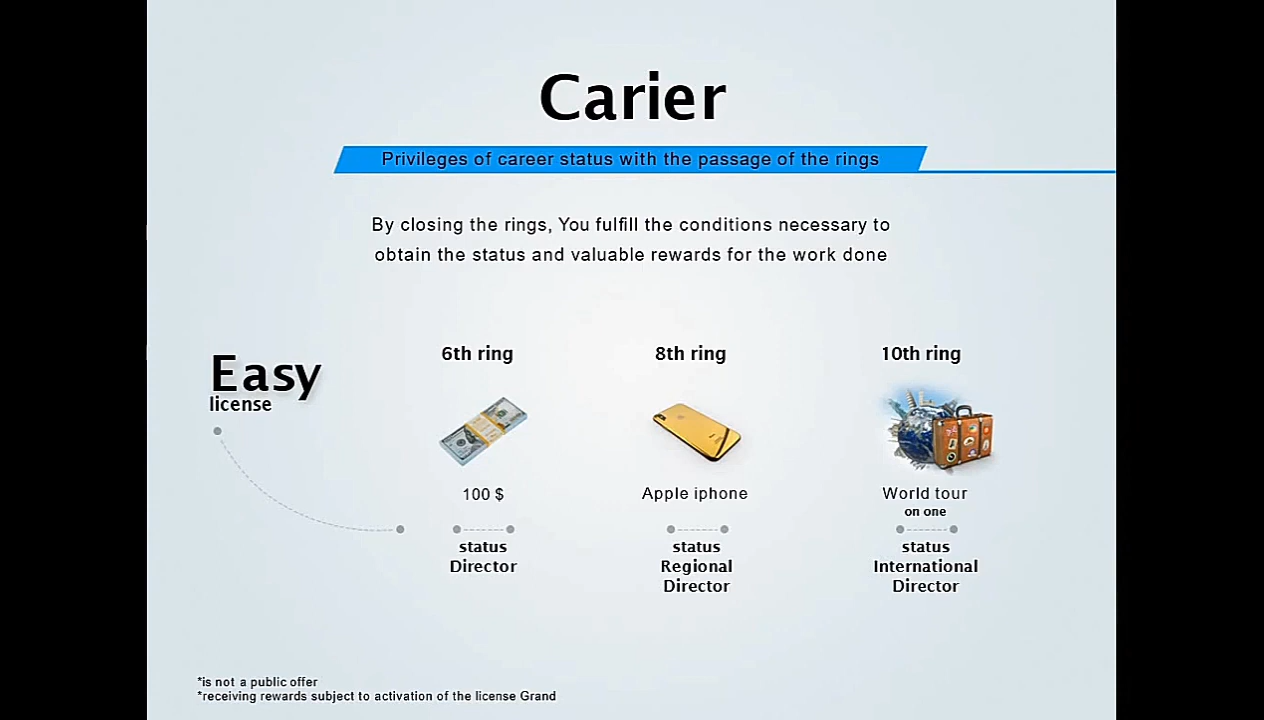 Carier
Privileges of career status with the passage of the rings
By closing the rings, You fulfill the conditions necessary to
obtain the status and valuable rewards for the work done
Easy
license
6th ring
100 $
status
Director
8th ring
Apple iphone
status
Regional
Director
10th ring
World tour
on one
status
International
Director
*is not a public offer
*receiving rewards subject to activation of the license Grand